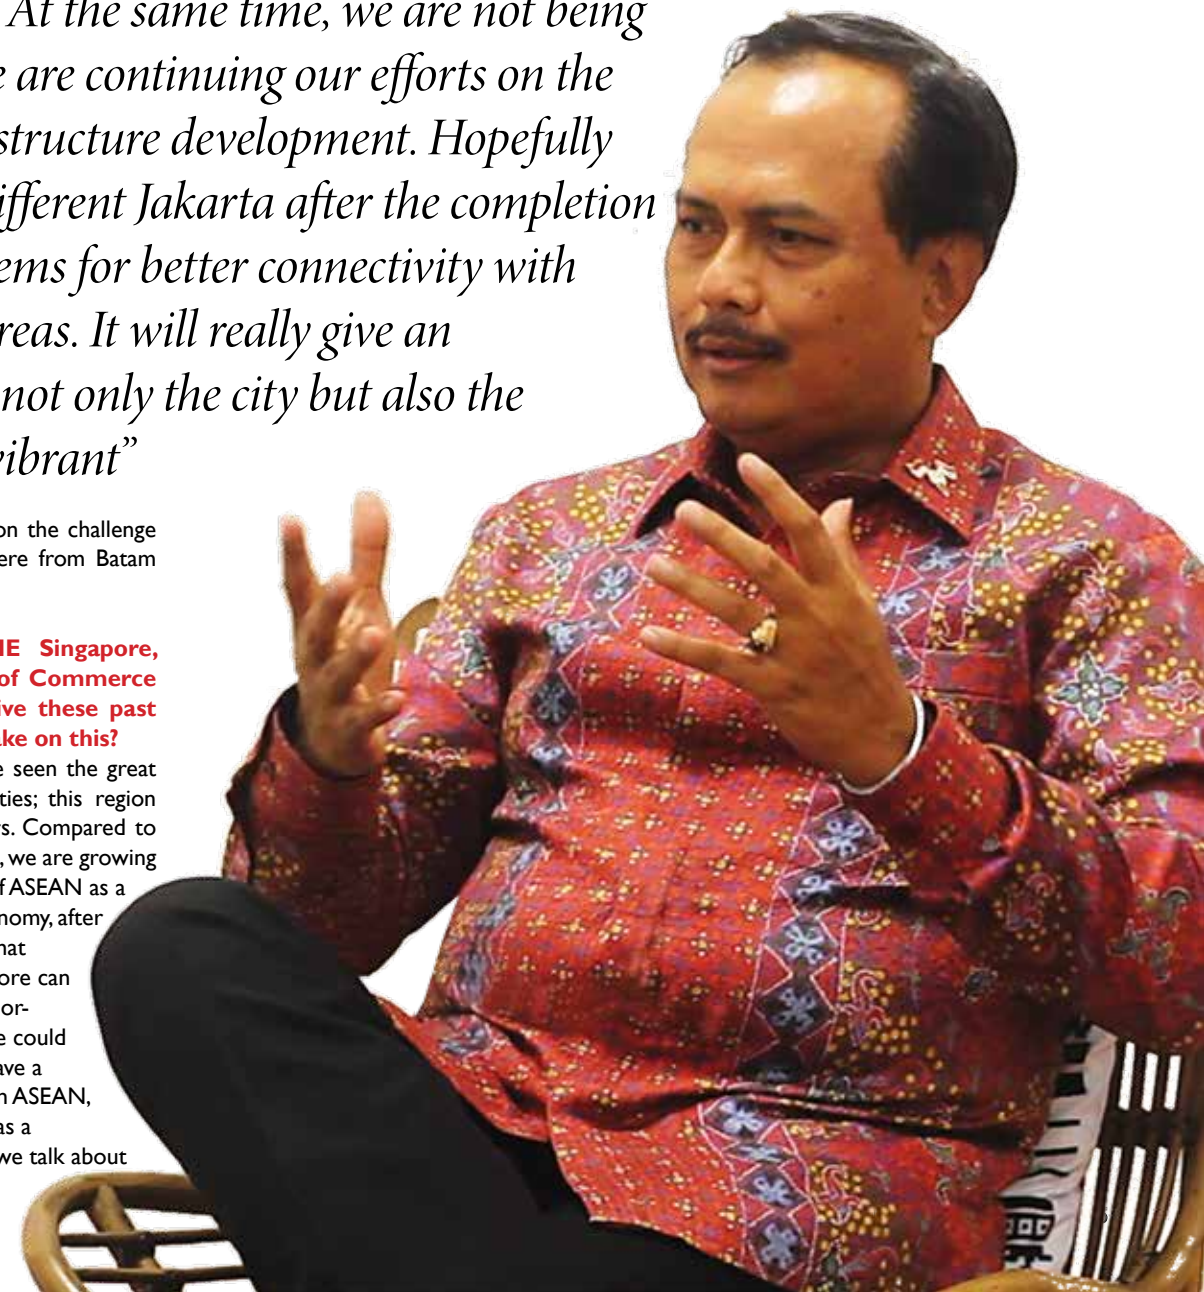 At the same time, we are not being
e are continuing our efforts on the
structure development. Hopefully
ifferent Jakarta after the completion
ems for better connectivity with
reas. It will really give an
not only the city but also the
vibrant”
on the challenge
ere from Batam
IE Singapore,
of Commerce
ive these past
ake on this?
e seen the great
ties; this region
rs. Compared to
, we are growing
f ASEAN as a
nomy, after
hat
ore can
or-
e could
ave a
n ASEAN,
as a
we talk about